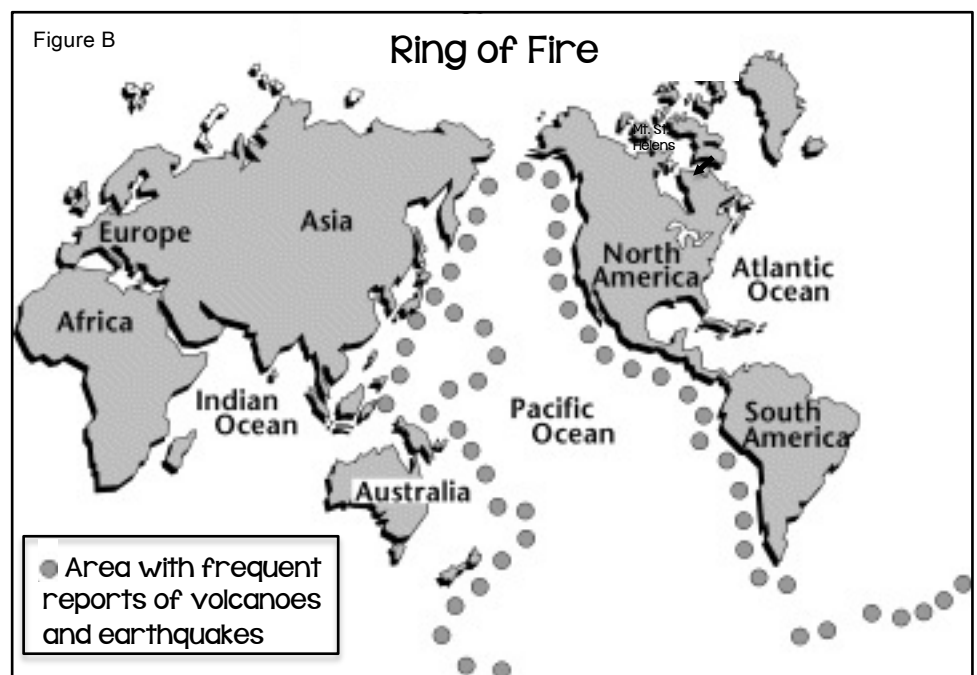 Figure B
Ring of Fire
Mt. St.
Helens
Europe
Asia
North
America
Atlantic
Ocean
Africa
Indian
Ocean
Pacific
Ocean
South
America
Australia
Area with frequent
reports of volcanoes
and earthquakes